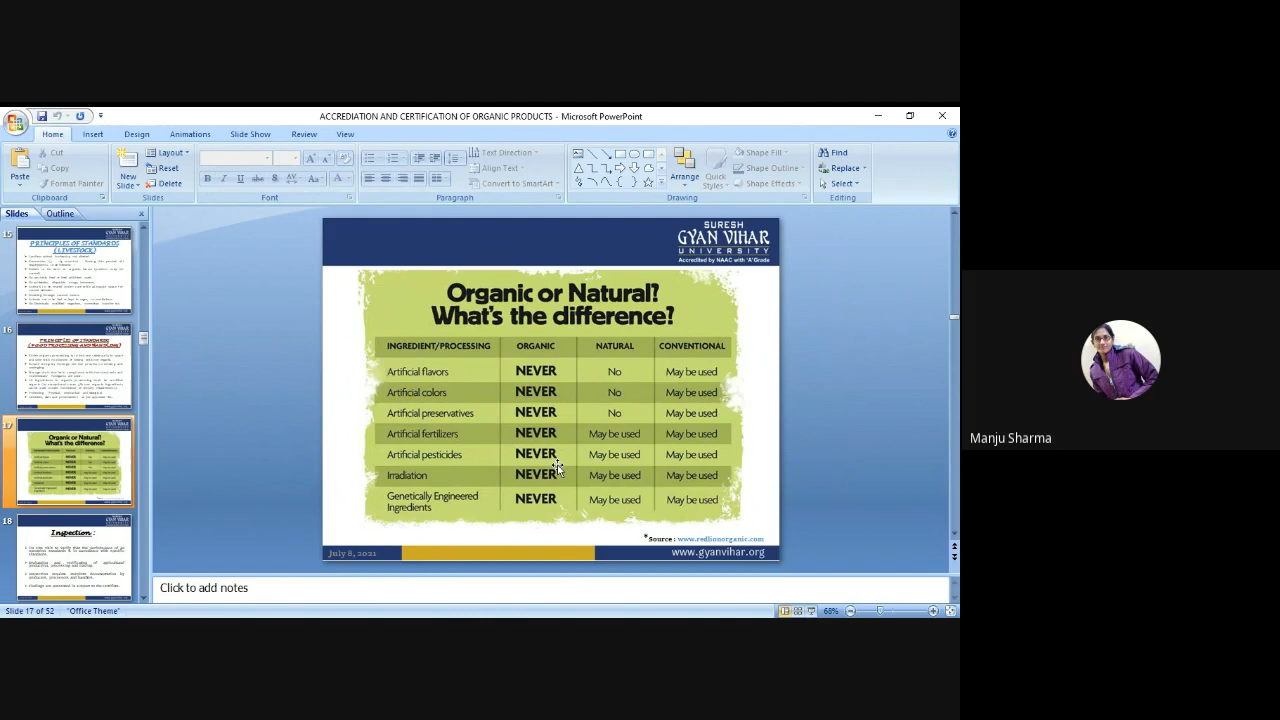 ACCREDIATION AND CERTIFICATION OF ORGANIC PRODUCTS - Microsoft PowerPoint
Home Insert Design Animations Slide Show Review View
Paste
Cut
Copy
Format Painter
Clipboard
New Slide
Layout
Reset
Delete
Slides
Font
Text Direction
Align Text
Convert to SmartArt
Paragraph
Arrange
Quick Styles
Shape Fill
Shape Outline
Shape Effects
Drawing
Find
Replace
Select
Editing
Slides Outline
15
PRINCIPLES OF STANDARDS
(LIVESTOCK)
16
PRINCIPLES OF STANDARDS
17
Organic or Natural?
What's the difference?
18
Inspection :
SURESH
GYAN VIHAR
UNIVERSITY
Accredited by NAAC with 'A' Grade
Organic or Natural?
What's the difference?
INGREDIENT/PROCESSING ORGANIC NATURAL CONVENTIONAL
Artificial flavors NEVER No May be used
Artificial colors NEVER No May be used
Artificial preservatives NEVER No May be used
Artificial fertilizers NEVER May be used May be used
Artificial pesticides NEVER May be used May be used
Irradiation NEVER May be used May be used
Genetically Engineered
Ingredients NEVER May be used May be used
*Source : www.redlionorganic.com
July 8, 2021
www.gyanvihar.org
Click to add notes
Slide 17 of 52 "Office Theme" 68%
Manju Sharma